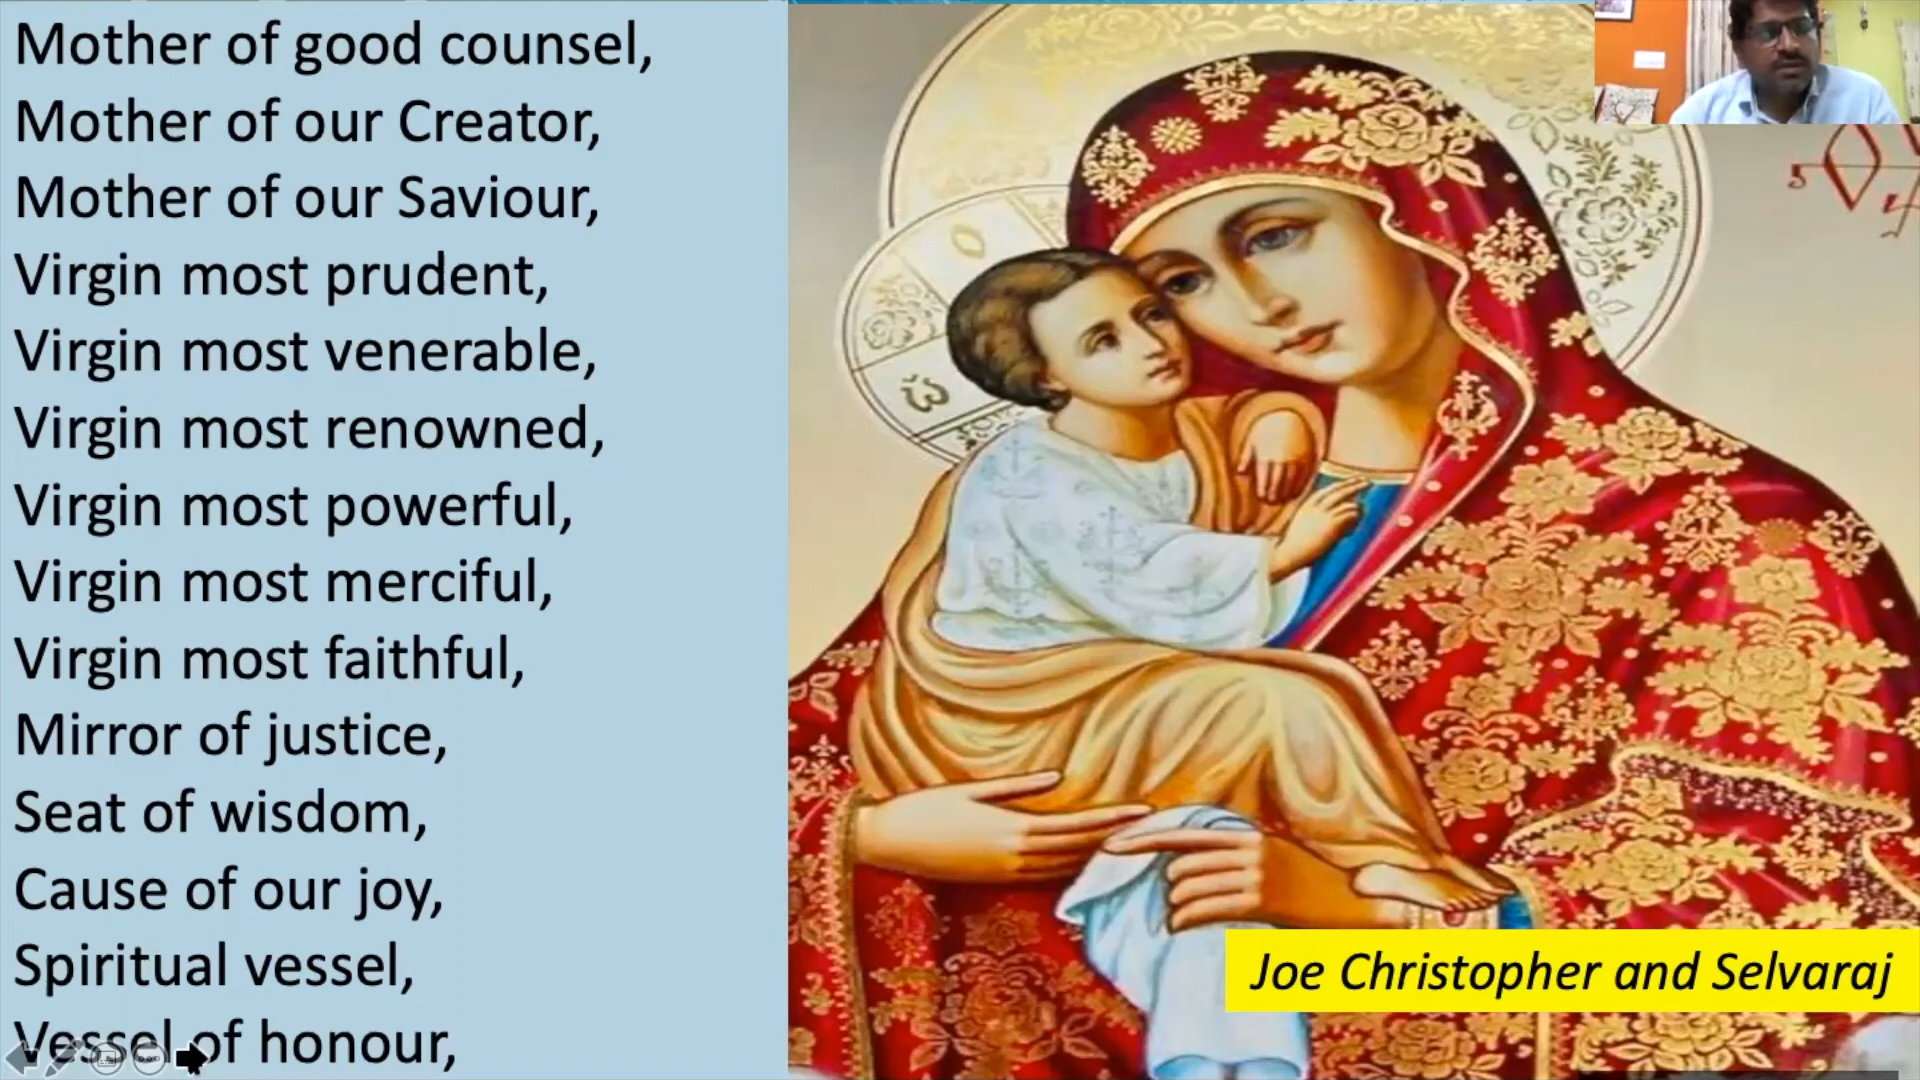 Mother of good counsel,
Mother of our Creator,
Mother of our Saviour,
Virgin most prudent,
Virgin most venerable,
Virgin most renowned,
Virgin most powerful,
Virgin most merciful,
Virgin most faithful,
Mirror of justice,
Seat of wisdom,
Cause of our joy,
Spiritual vessel,
Vessel of honour,
Joe Christopher and Selvaraj